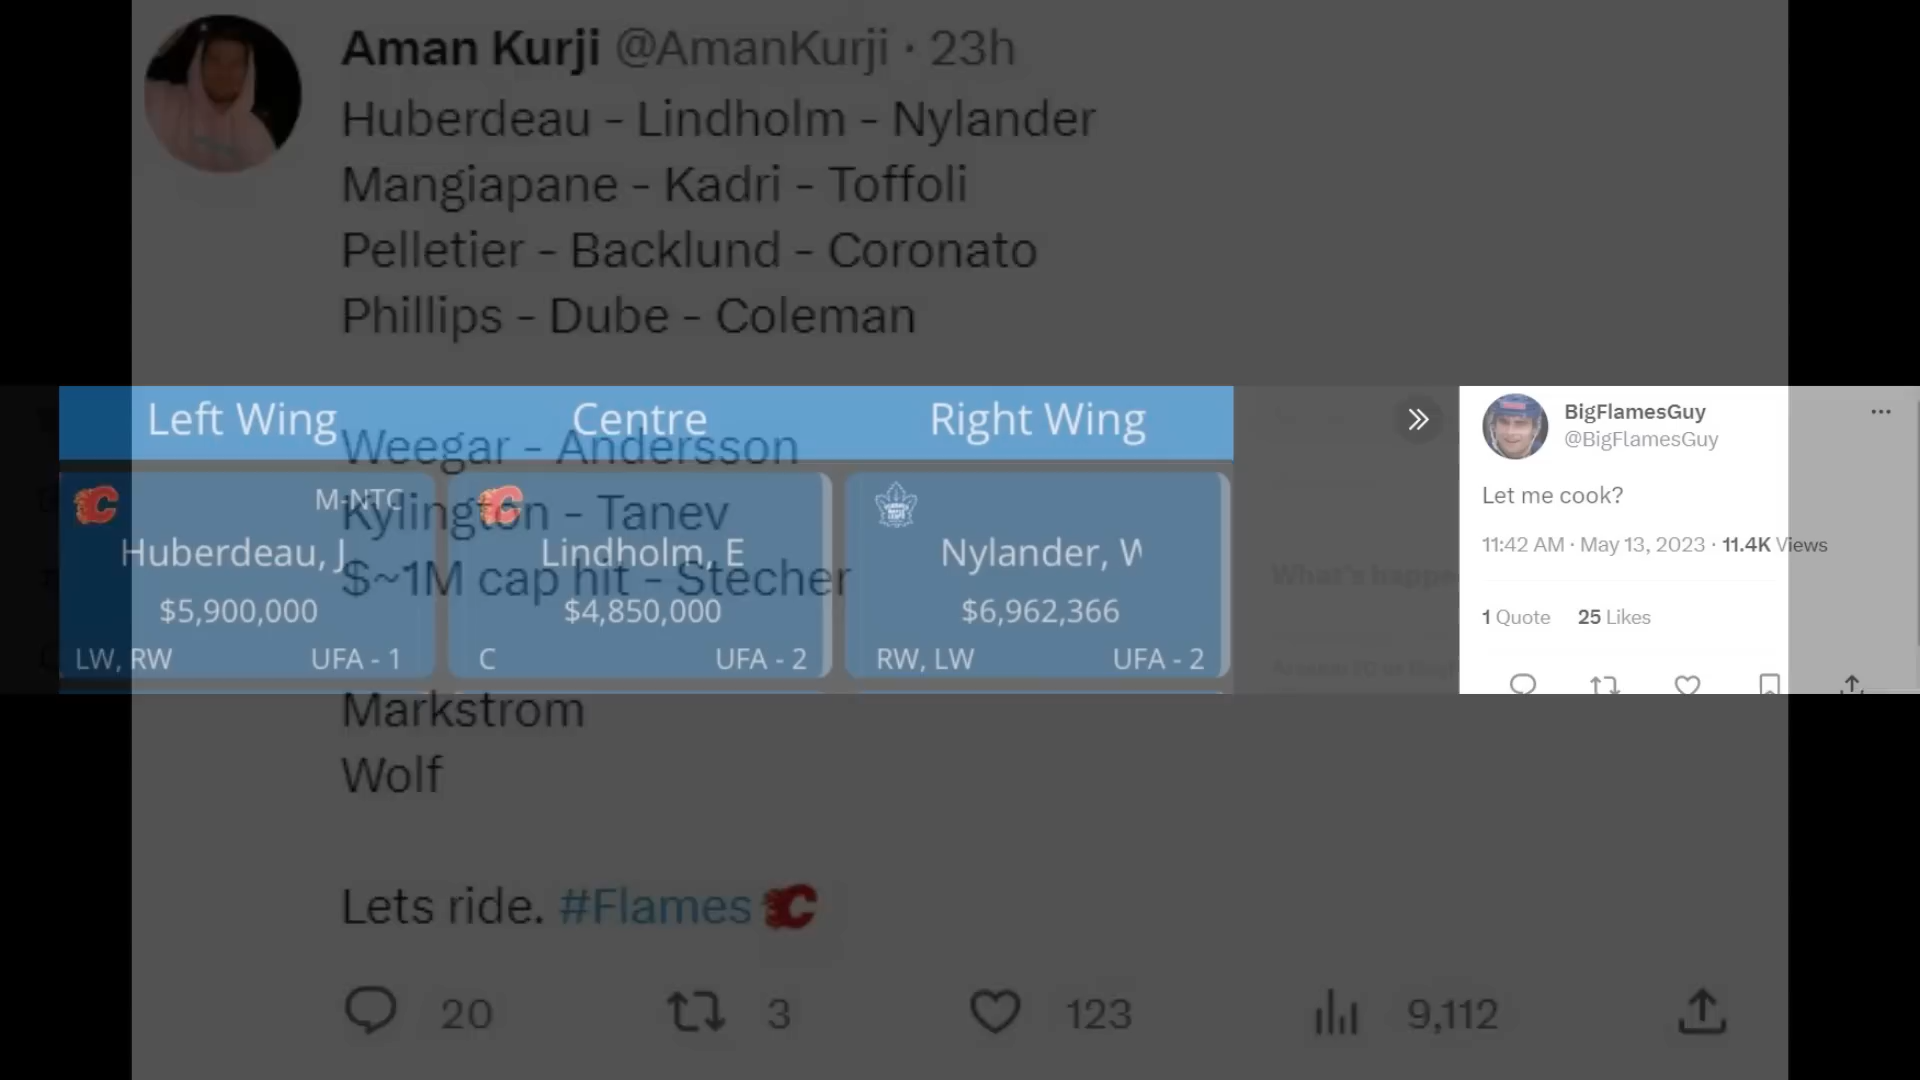 Aman Kurji @AmanKurji · 23h
Huberdeau - Lindholm - Nylander
Mangiapane - Kadri - Toffoli
Pelletier - Backlund - Coronato
Phillips - Dube - Coleman
Weegar - Andersson
Kylington - Tanev
$~1M cap hit - Stecher
Markstrom
Wolf
Lets ride. #Flames
20 3 123 9,112
Left Wing Centre Right Wing
M-NTC
Huberdeau, J Lindholm, E Nylander, W
$5,900,000 $4,850,000 $6,962,366
LW, RW UFA - 1 C UFA - 2 RW, LW UFA - 2
What's happe
BigFlamesGuy
@BigFlamesGuy
Let me cook?
11:42 AM · May 13, 2023 · 11.4K Views
1 Quote 25 Likes